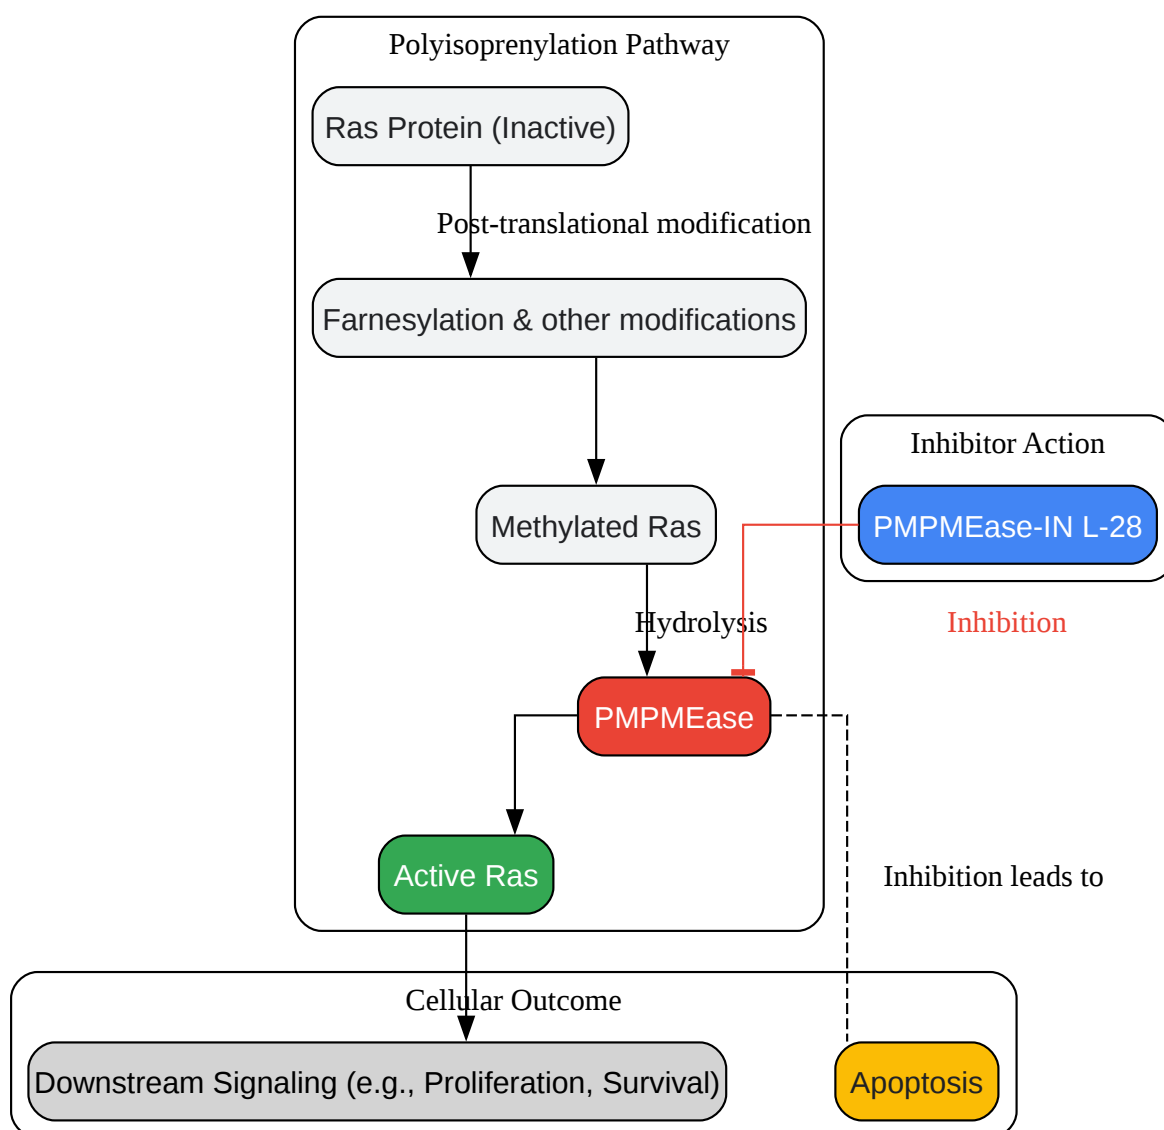 Polyisoprenylation Pathway
Ras Protein (Inactive)
Post-translational modification
Farnesylation & other modifications
Inhibitor Action
Methylated Ras
PMPMEase-IN L-28
Hydrolysis
Inhibition
PMPMEase
Active Ras
Inhibition leads to
Cellular Outcome
Downstream Signaling (e.g., Proliferation, Survival)
Apoptosis